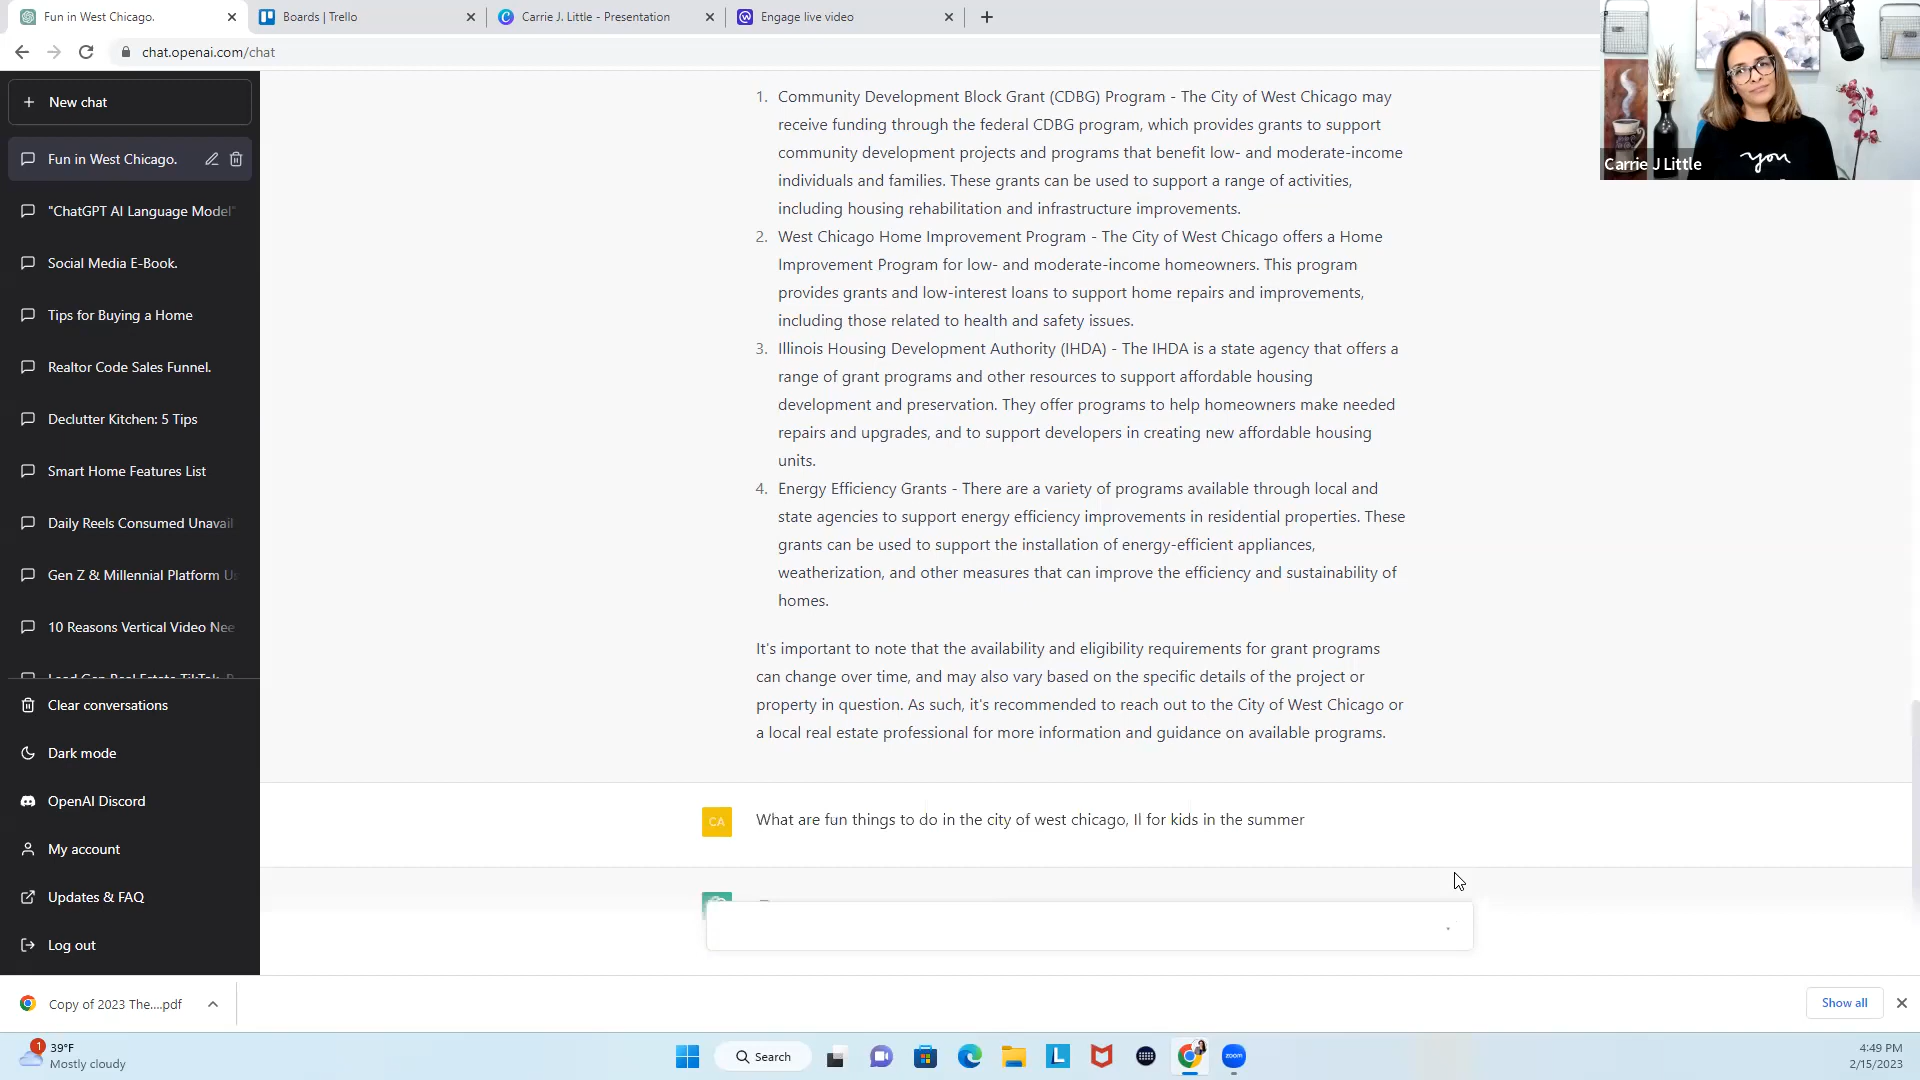 Fun in West Chicago.
Boards | Trello
Carrie J. Little - Presentation
Engage live video
chat.openai.com/chat
New chat
Fun in West Chicago.
"ChatGPT AI Language Model"
Social Media E-Book.
Tips for Buying a Home
Realtor Code Sales Funnel.
Declutter Kitchen: 5 Tips
Smart Home Features List
Daily Reels Consumed Unavail
Gen Z & Millennial Platform Us
10 Reasons Vertical Video Nee
Clear conversations
Dark mode
OpenAI Discord
My account
Updates & FAQ
Log out
1. Community Development Block Grant (CDBG) Program - The City of West Chicago may
receive funding through the federal CDBG program, which provides grants to support
community development projects and programs that benefit low- and moderate-income
individuals and families. These grants can be used to support a range of activities,
including housing rehabilitation and infrastructure improvements.
2. West Chicago Home Improvement Program - The City of West Chicago offers a Home
Improvement Program for low- and moderate-income homeowners. This program
provides grants and low-interest loans to support home repairs and improvements,
including those related to health and safety issues.
3. Illinois Housing Development Authority (IHDA) - The IHDA is a state agency that offers a
range of grant programs and other resources to support affordable housing
development and preservation. They offer programs to help homeowners make needed
repairs and upgrades, and to support developers in creating new affordable housing
units.
4. Energy Efficiency Grants - There are a variety of programs available through local and
state agencies to support energy efficiency improvements in residential properties. These
grants can be used to support the installation of energy-efficient appliances,
weatherization, and other measures that can improve the efficiency and sustainability of
homes.
It's important to note that the availability and eligibility requirements for grant programs
can change over time, and may also vary based on the specific details of the project or
property in question. As such, it's recommended to reach out to the City of West Chicago or
a local real estate professional for more information and guidance on available programs.
CA
What are fun things to do in the city of west chicago, Il for kids in the summer
Carrie J Little
you
Copy of 2023 The....pdf
Show all
1
39°F
Mostly cloudy
Search
L
zoom
4:49 PM
2/15/2023